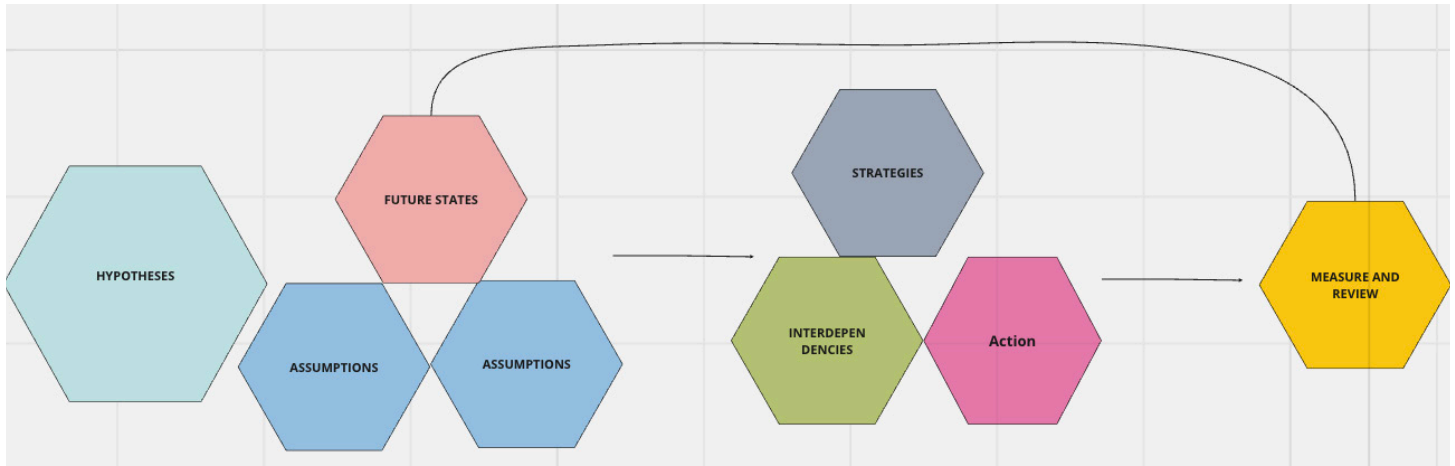 HYPOTHESES
FUTURE STATES
ASSUMPTIONS
ASSUMPTIONS
STRATEGIES
INTERDEPEN
DENCIES
Action
MEASURE AND
REVIEW